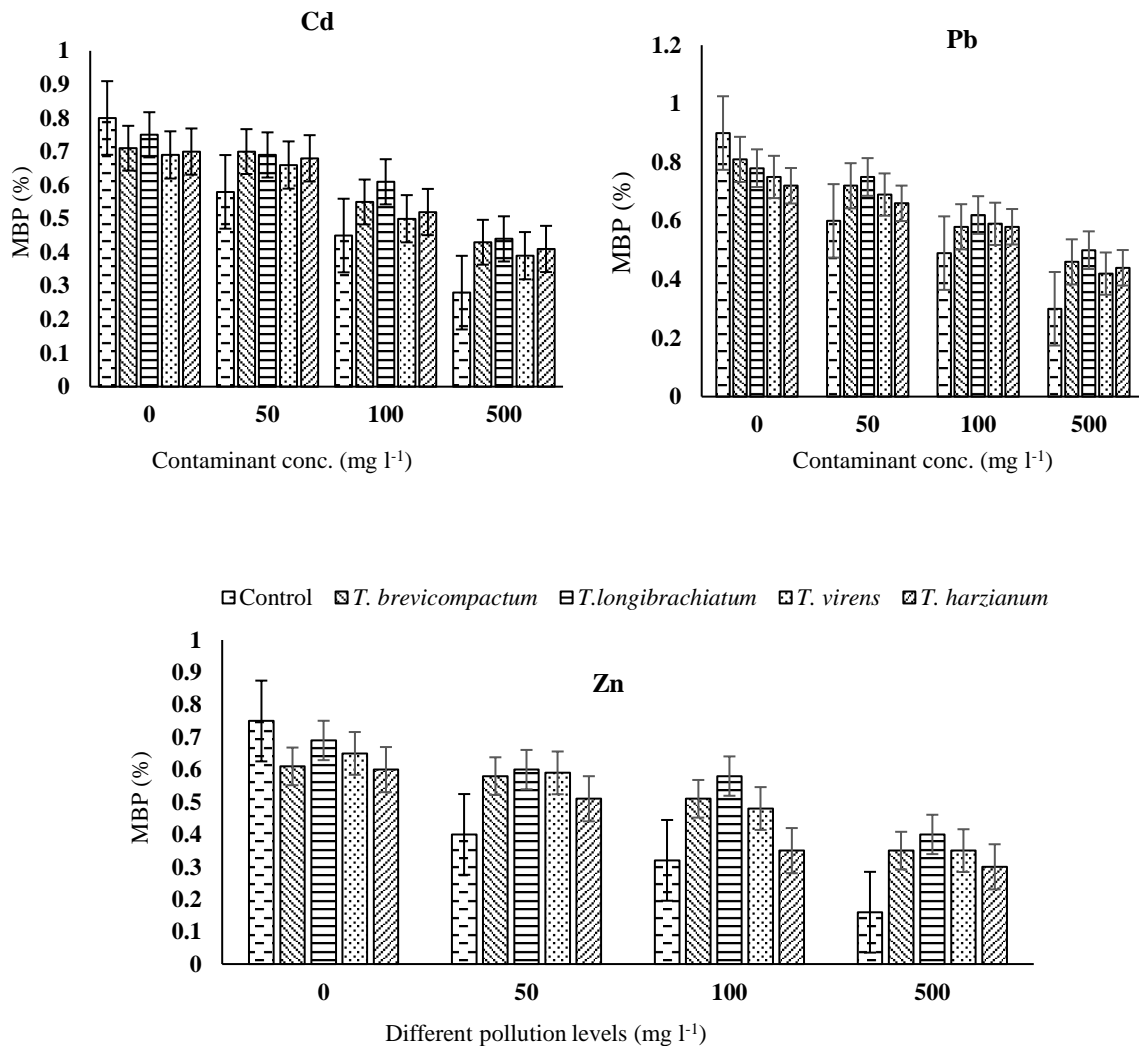 Cd
1
0.9
0.8
0.7
0.6
0.5
0.4
0.3
0.2
0.1
0
MBP (%)
0 50 100 500
Contaminant conc. (mg l⁻¹)
Pb
1.2
1
0.8
0.6
0.4
0.2
0
MBP (%)
0 50 100 500
Contaminant conc. (mg l⁻¹)
Control T. brevicompactum T.longibrachiatum T. virens T. harzianum
Zn
1
0.9
0.8
0.7
0.6
0.5
0.4
0.3
0.2
0.1
0
MBP (%)
0 50 100 500
Different pollution levels (mg l⁻¹)